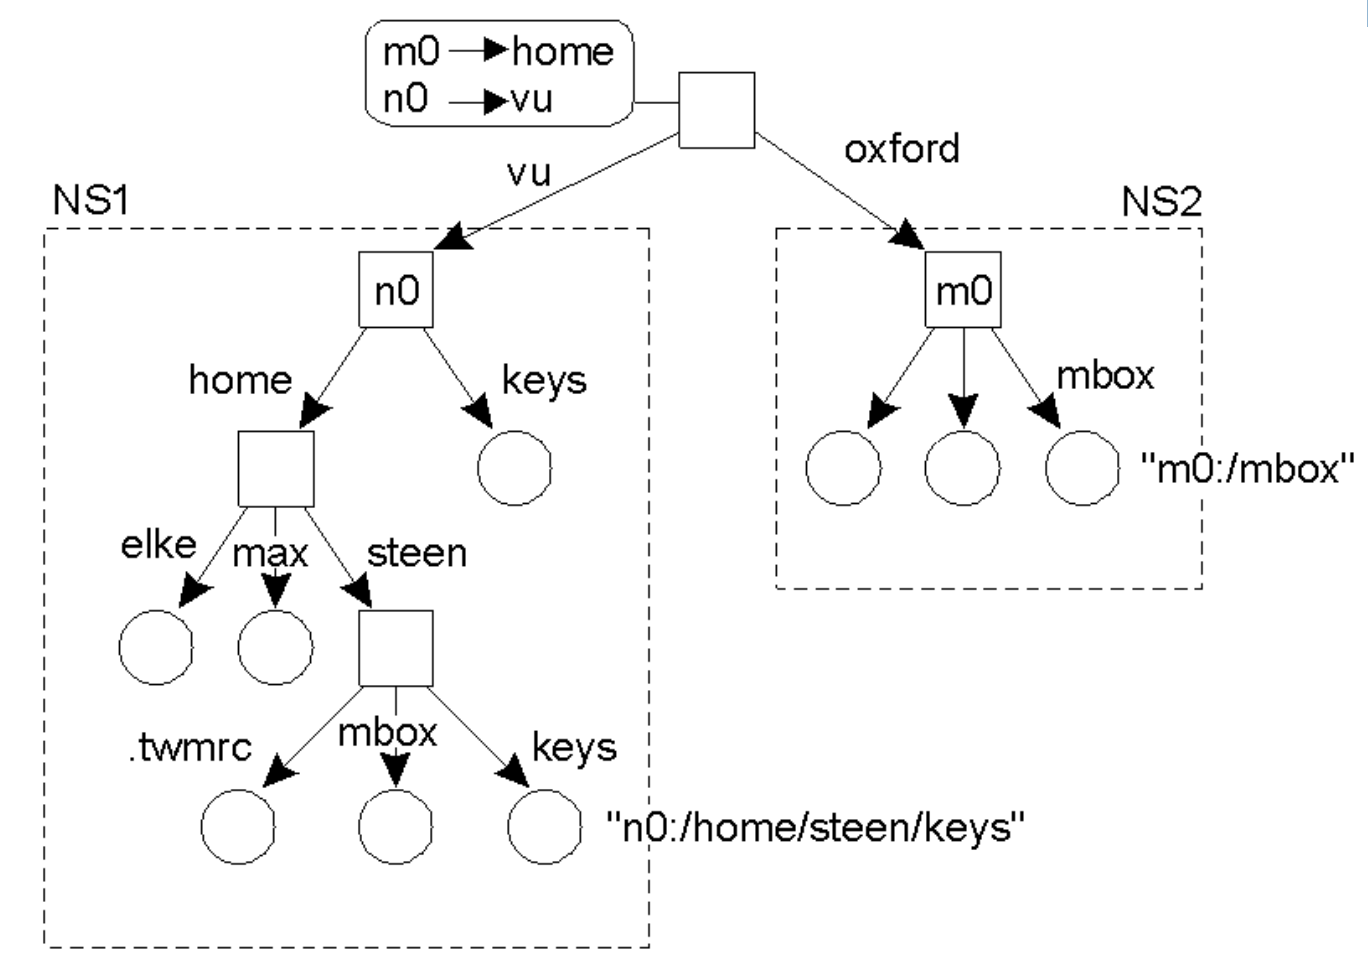 m0 → home
n0 → vu
vu
oxford
NS1
NS2
n0
m0
home
keys
mbox
"m0:/mbox"
elke
max
steen
.twmrc
mbox
keys
"n0:/home/steen/keys"